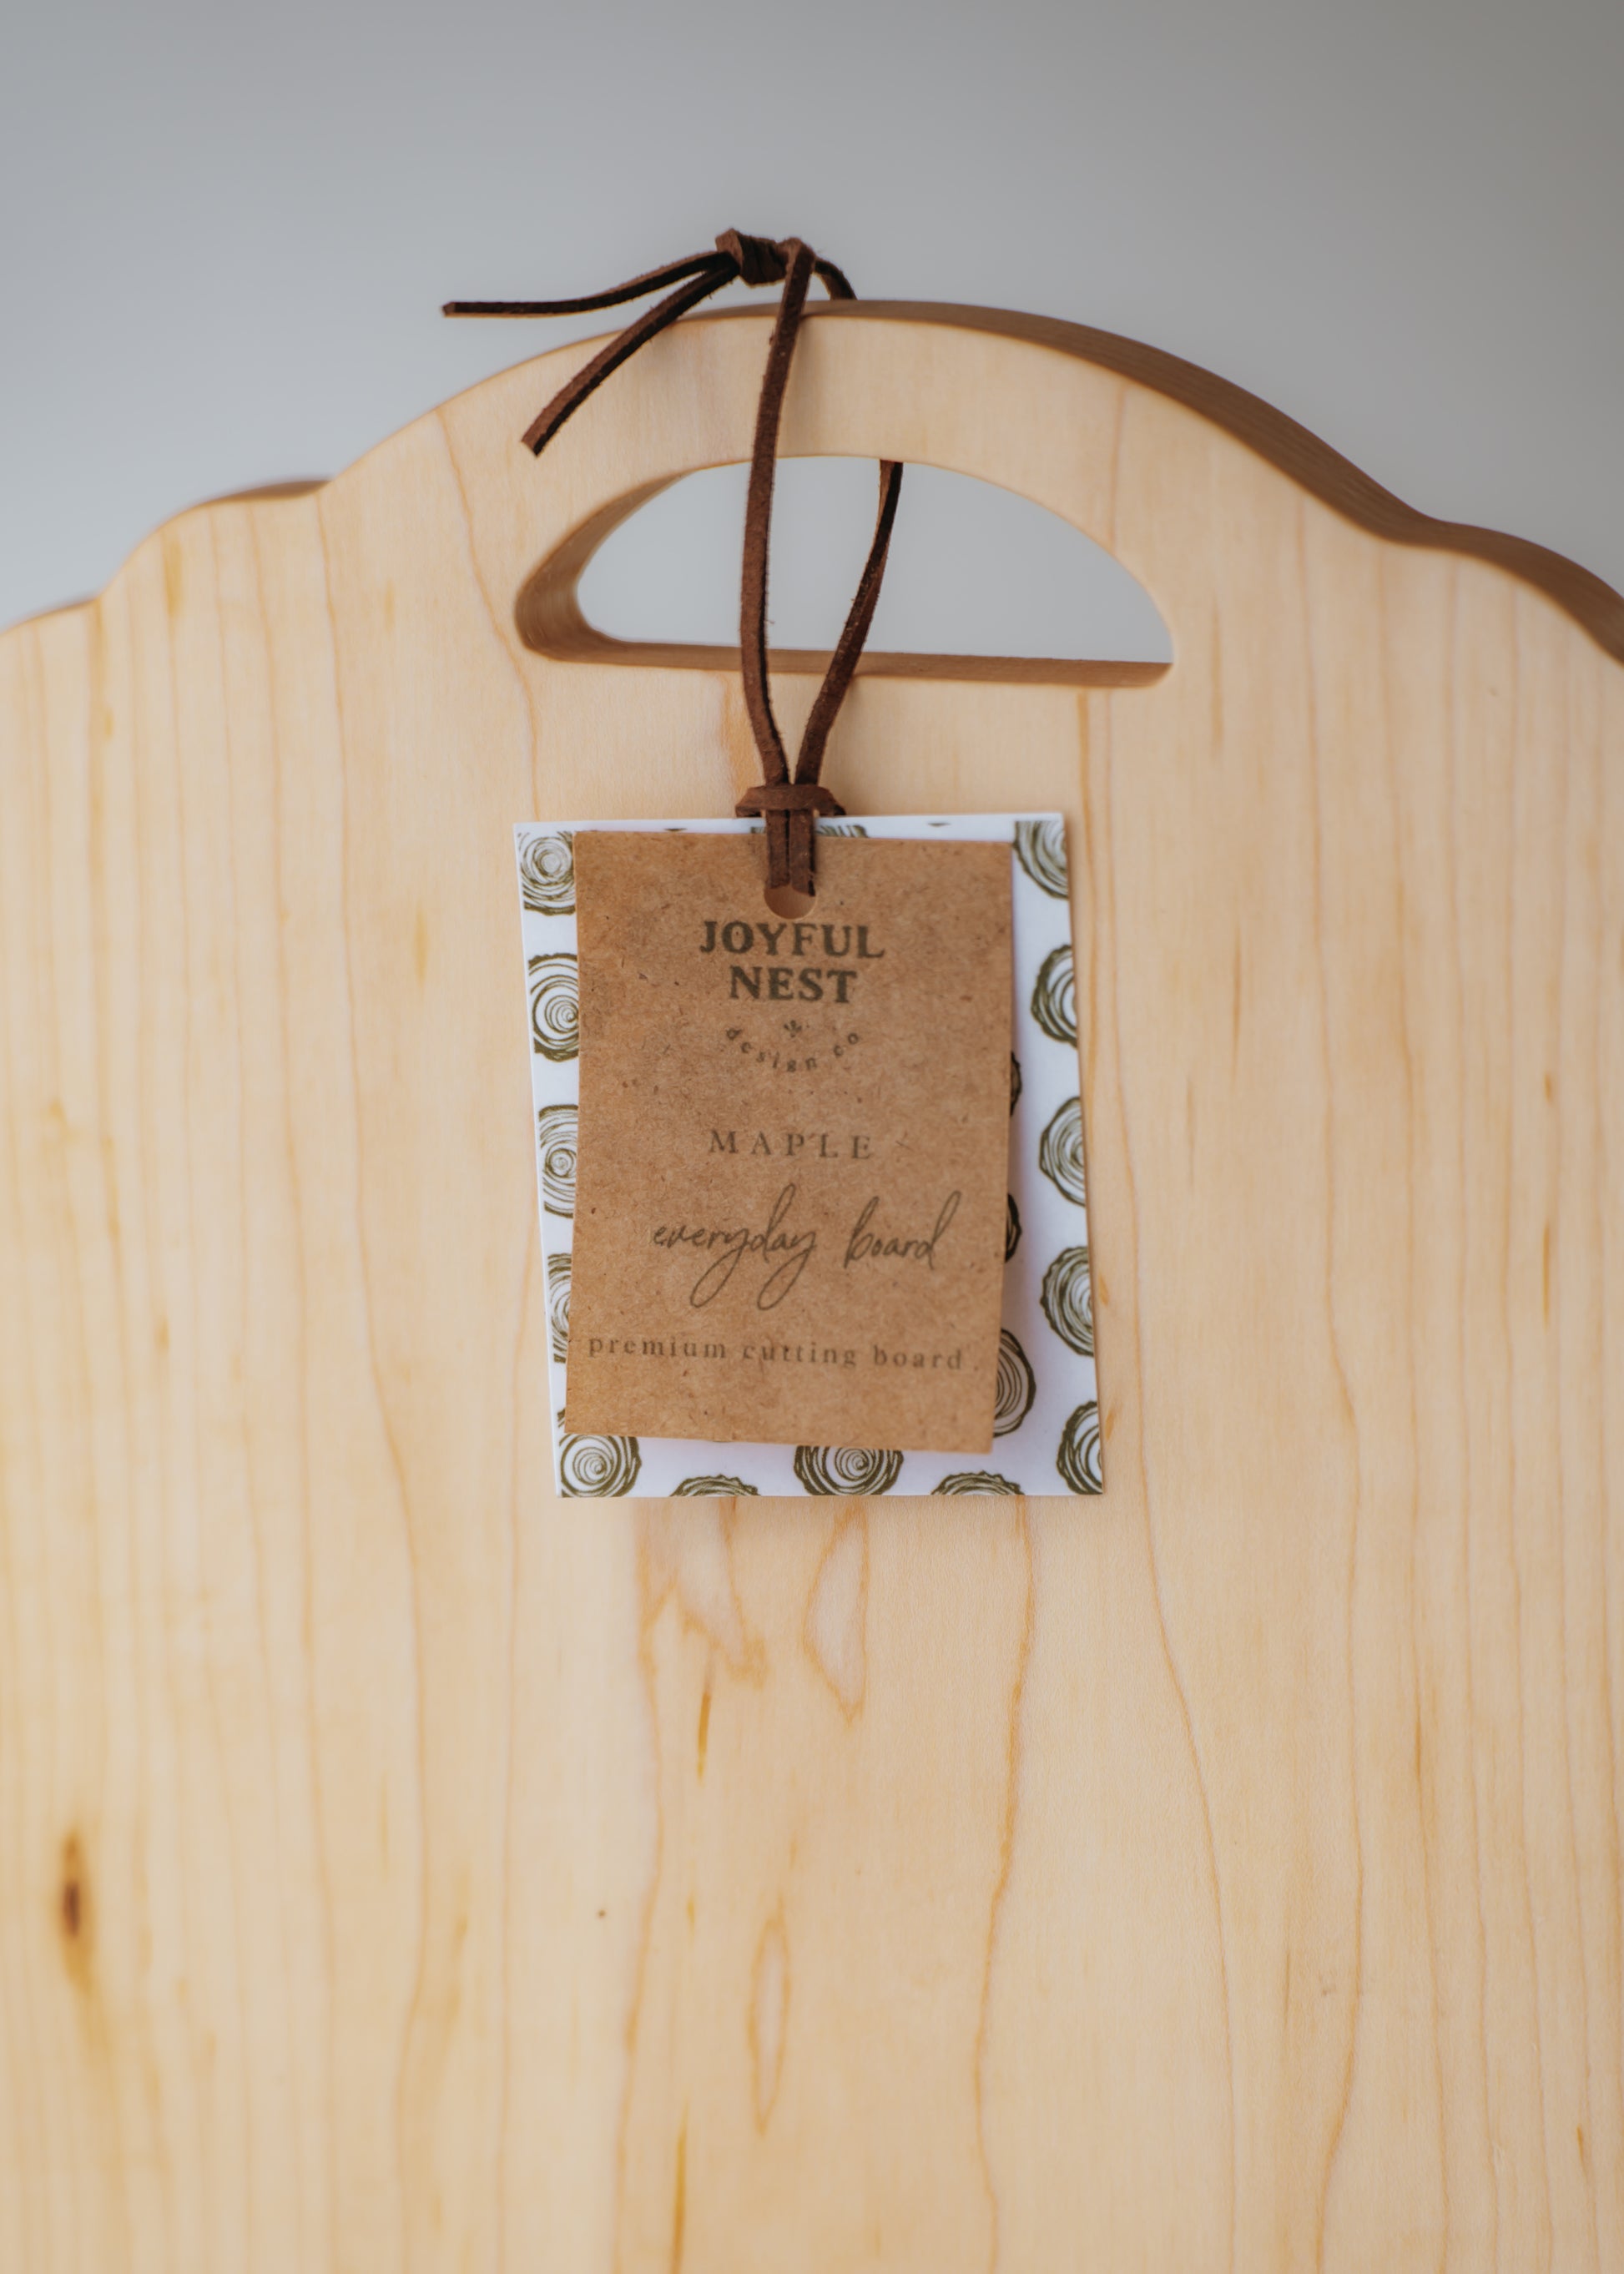 JOYFUL
NEST
design co
MAPLE
everyday board
premium cutting board